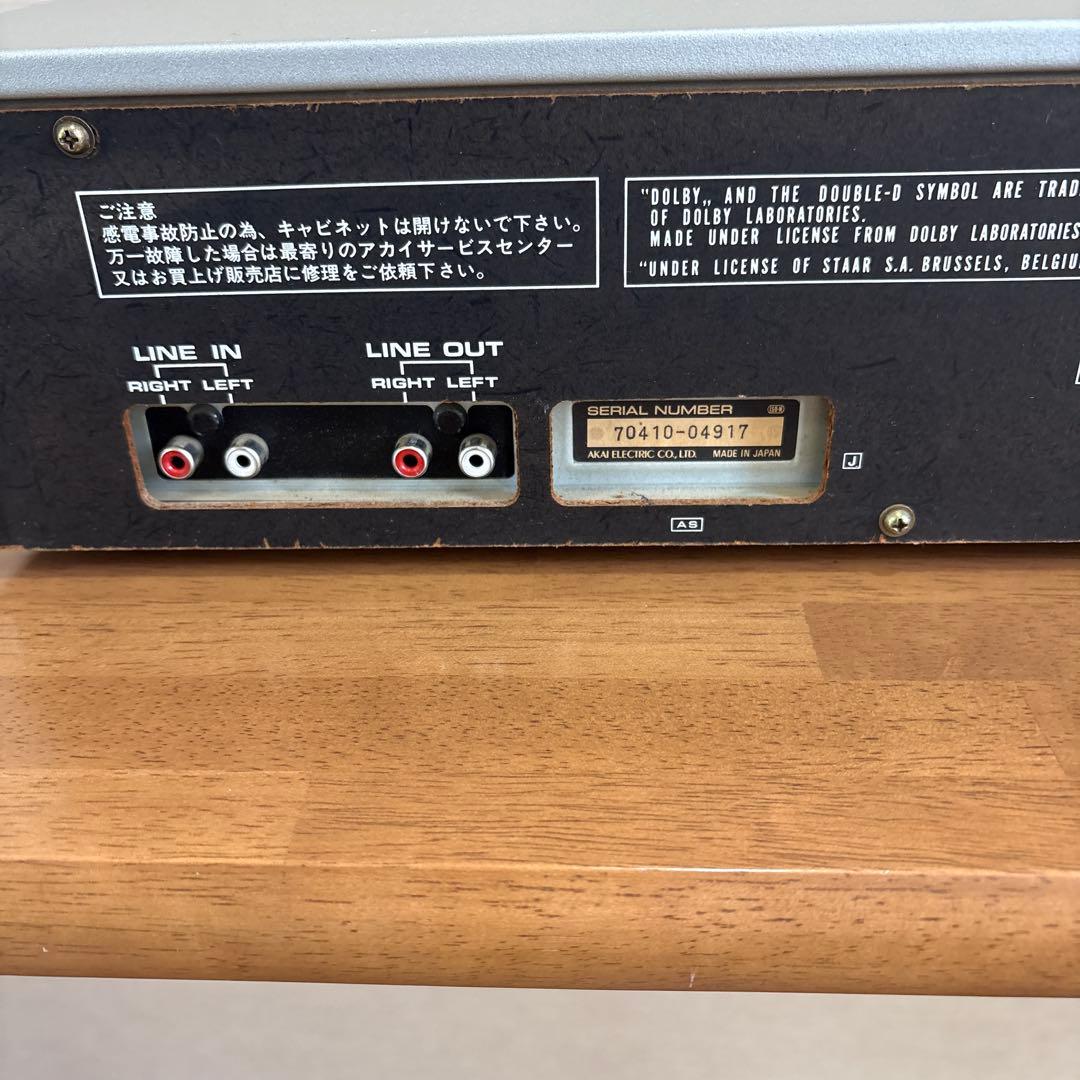 ご注意
感電事故防止の為、キャビネットは開けないで下さい。
万一故障した場合は最寄りのアカイサービスセンター
又はお買上げ販売店に修理をご依頼下さい。
"DOLBY„ AND THE DOUBLE-D SYMBOL ARE
OF DOLBY LABORATORIES.
MADE UNDER LICENSE FROM DOLBY LABORATORIES
"UNDER LICENSE OF STAAR S.A. BRUSSELS,
LINE IN
RIGHT LEFT
LINE OUT
RIGHT LEFT
SERIAL NUMBER
70410-04917
AKAI ELECTRIC CO., LTD. MADE IN JAPAN
J
AS